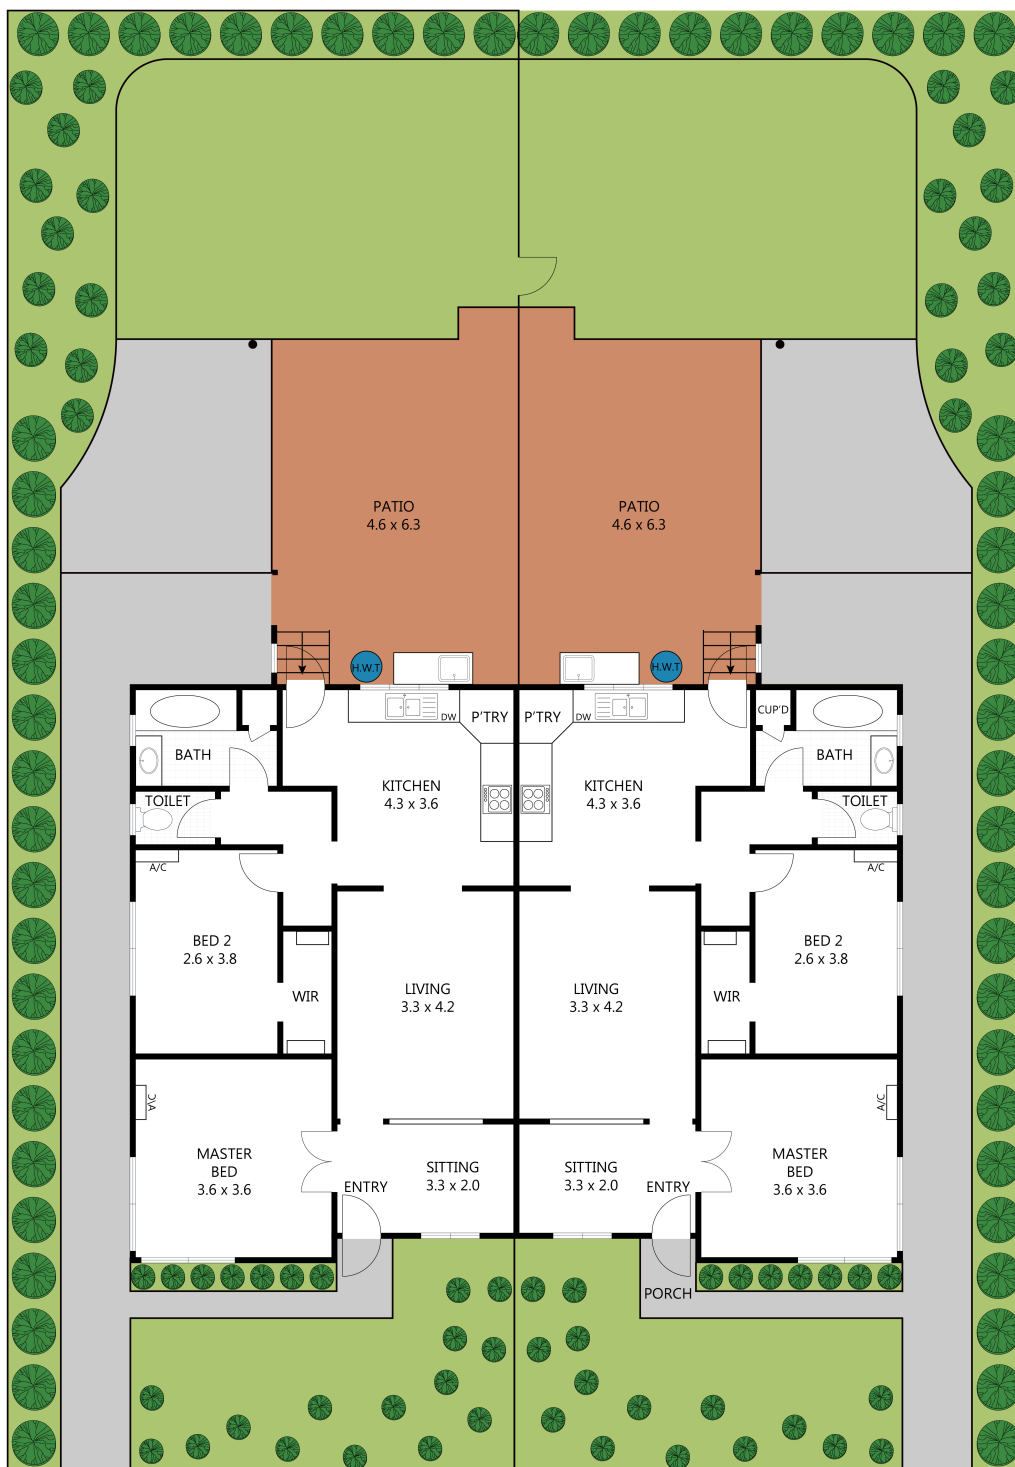 PATIO
4.6 x 6.3
PATIO
4.6 x 6.3
H.W.T
H.W.T
DW
P'TRY
P'TRY
DW
CUP'D
BATH
BATH
KITCHEN
4.3 x 3.6
KITCHEN
4.3 x 3.6
TOILET
TOILET
A/C
A/C
BED 2
2.6 x 3.8
BED 2
2.6 x 3.8
WIR
WIR
LIVING
3.3 x 4.2
LIVING
3.3 x 4.2
A/C
A/C
MASTER
BED
3.6 x 3.6
MASTER
BED
3.6 x 3.6
SITTING
3.3 x 2.0
SITTING
3.3 x 2.0
ENTRY
ENTRY
PORCH